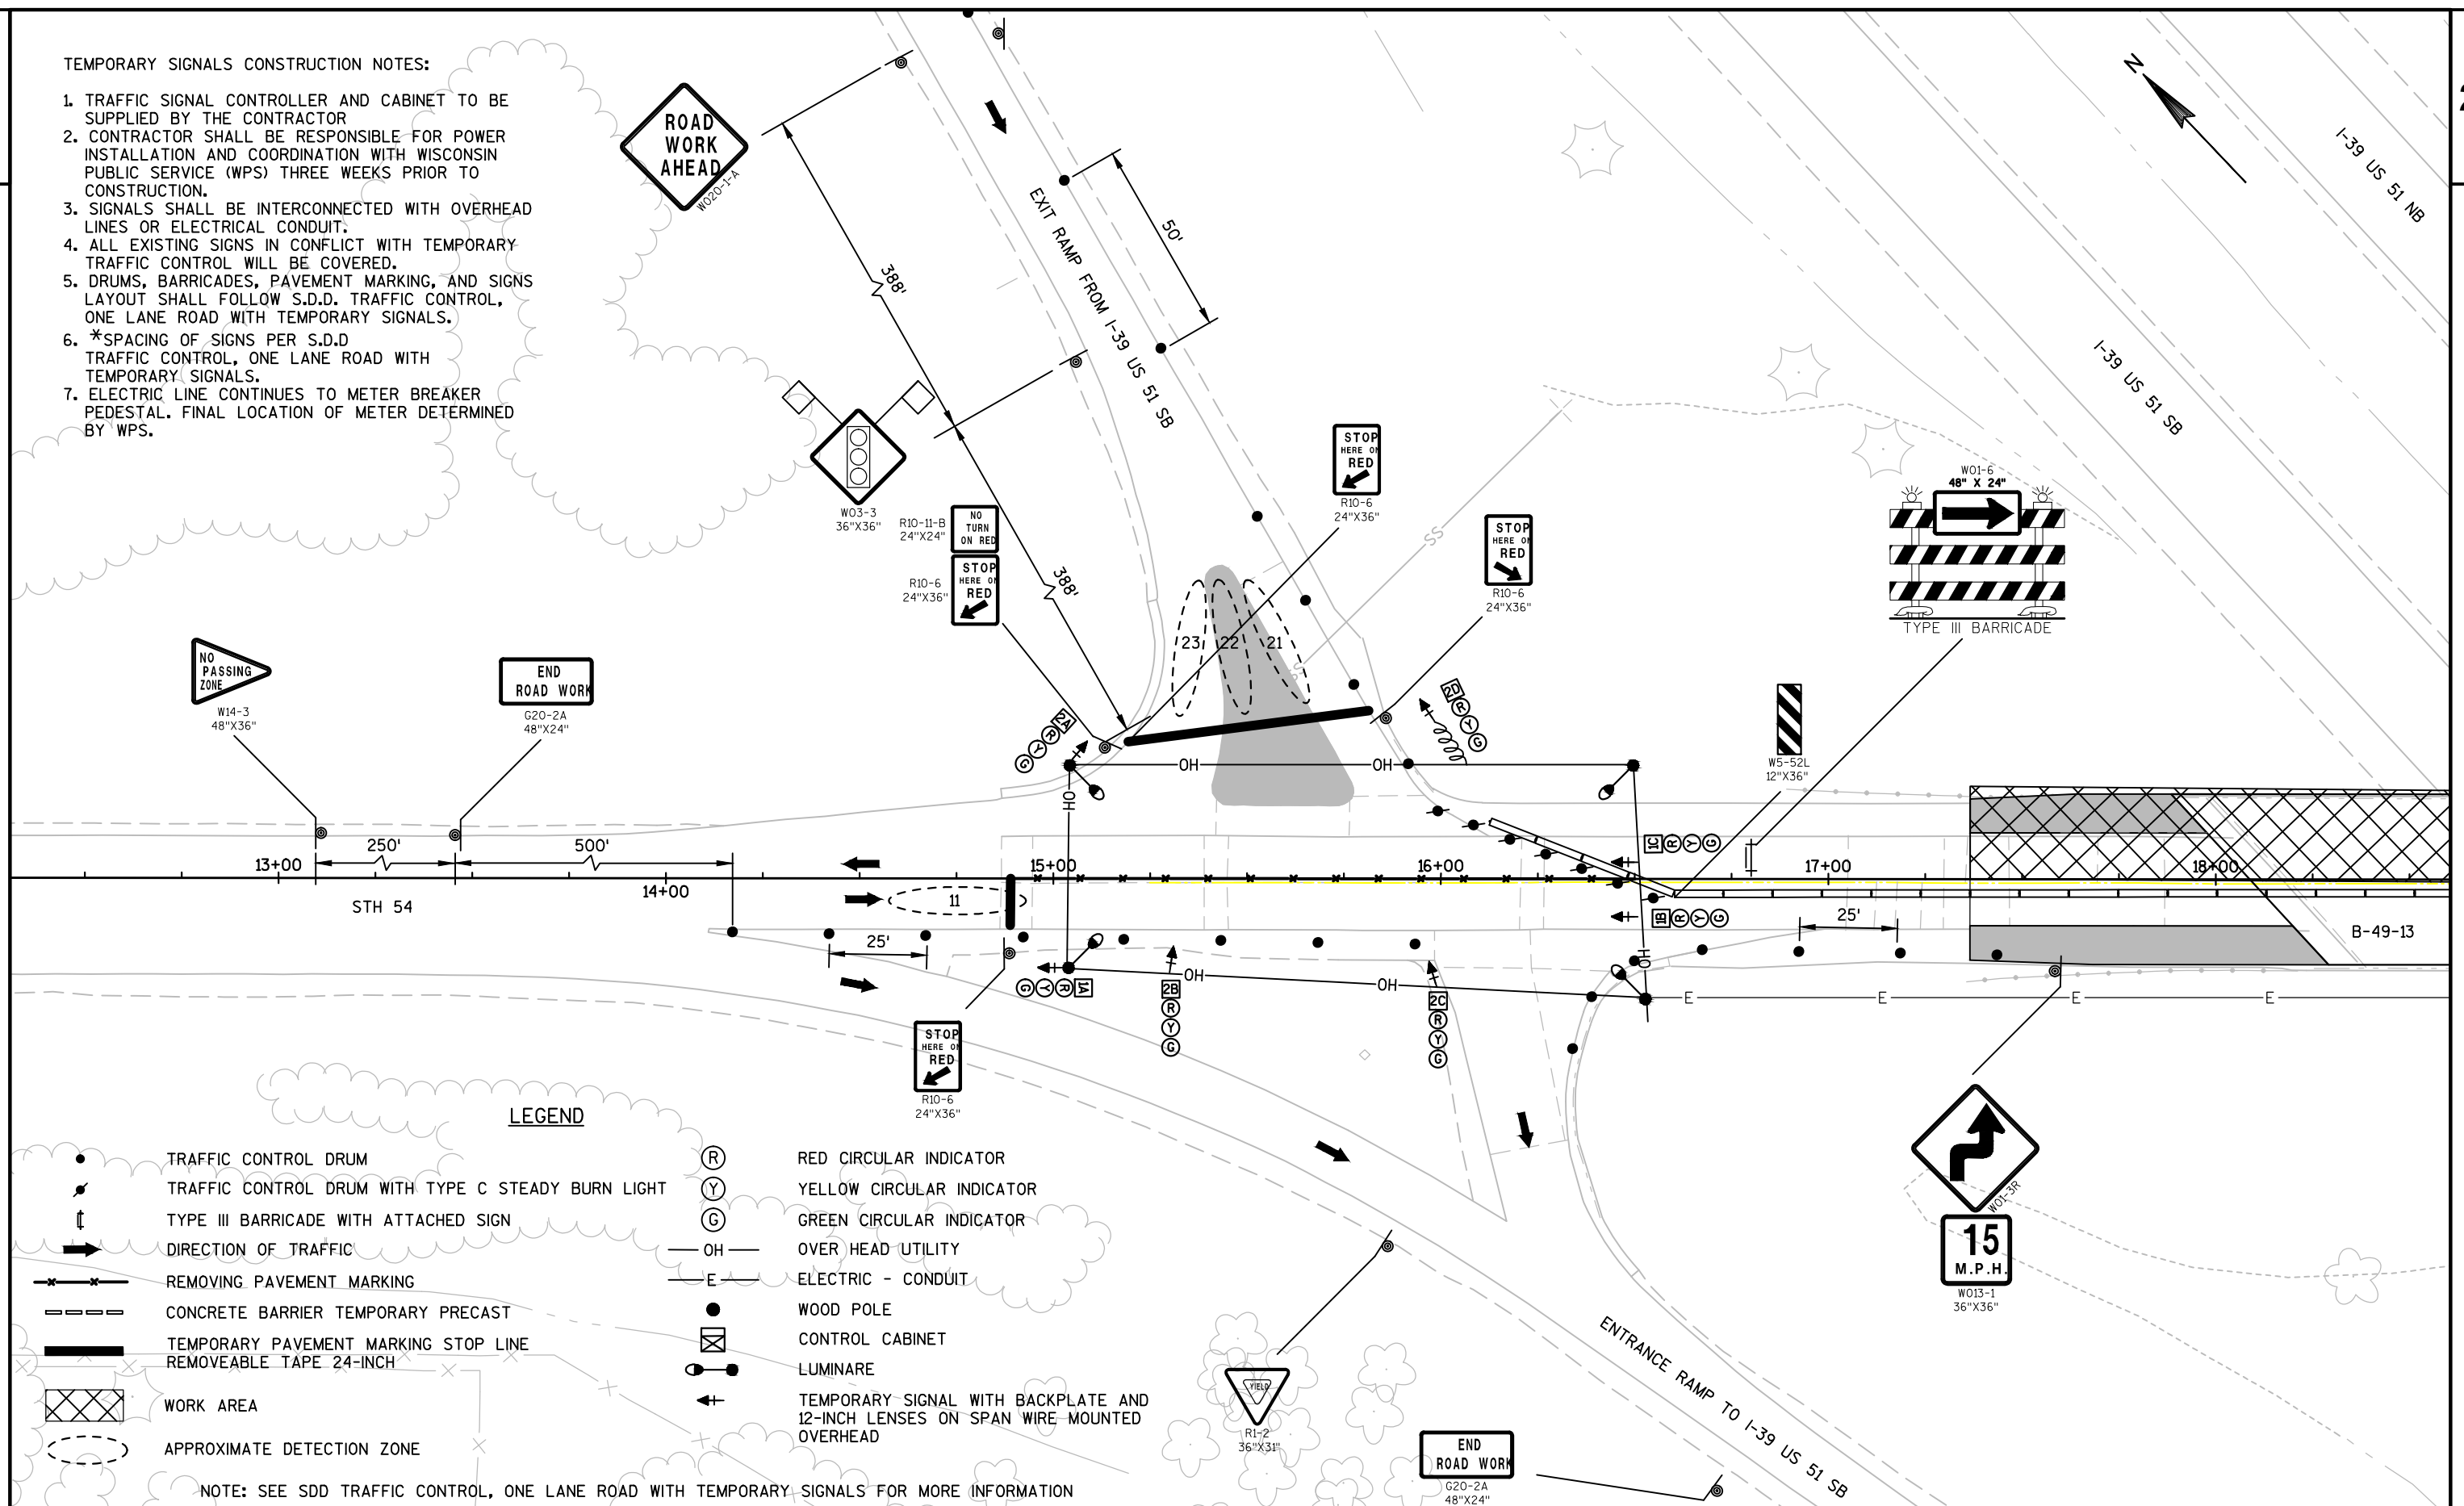 TEMPORARY SIGNALS CONSTRUCTION NOTES:
1. TRAFFIC SIGNAL CONTROLLER AND CABINET TO BE
SUPPLIED BY THE CONTRACTOR
2. CONTRACTOR SHALL BE RESPONSIBLE FOR POWER
INSTALLATION AND COORDINATION WITH WISCONSIN
PUBLIC SERVICE (WPS) THREE WEEKS PRIOR TO
CONSTRUCTION.
3. SIGNALS SHALL BE INTERCONNECTED WITH OVERHEAD
LINES OR ELECTRICAL CONDUIT.
4. ALL EXISTING SIGNS IN CONFLICT WITH TEMPORARY
TRAFFIC CONTROL WILL BE COVERED.
5. DRUMS, BARRICADES, PAVEMENT MARKING, AND SIGNS
LAYOUT SHALL FOLLOW S.D.D. TRAFFIC CONTROL,
ONE LANE ROAD WITH TEMPORARY SIGNALS.
6. *SPACING OF SIGNS PER S.D.D
TRAFFIC CONTROL, ONE LANE ROAD WITH
TEMPORARY SIGNALS.
7. ELECTRIC LINE CONTINUES TO METER BREAKER
PEDESTAL. FINAL LOCATION OF METER DETERMINED
BY WPS.
ROAD
WORK
AHEAD
W020-1-A
388'
50'
EXIT RAMP FROM I-39 US 51 SB
N
I-39 US 51 NB
I-39 US 51 SB
W03-3
36"X36"
R10-11-B
24"X24"
NO
TURN
ON RED
R10-6
24"X36"
STOP
HERE ON
RED
388'
STOP
HERE ON
RED
R10-6
24"X36"
STOP
HERE ON
RED
R10-6
24"X36"
SS
W01-6
48" X 24"
TYPE III BARRICADE
W5-52L
12"X36"
NO
PASSING
ZONE
W14-3
48"X36"
END
ROAD WORK
G20-2A
48"X24"
23
22
21
2A
R
Y
G
2D
R
Y
G
OH
OH
OH
1C R Y G
250'
500'
13+00
14+00
15+00
16+00
17+00
18+00
STH 54
11
1B R Y G
25'
25'
B-49-13
OH
OH
OH
G Y R 1A
2B
R
Y
G
2C
R
Y
G
E
E
E
E
STOP
HERE ON
RED
R10-6
24"X36"
W01-3R
15
M.P.H.
W013-1
36"X36"
LEGEND
TRAFFIC CONTROL DRUM
TRAFFIC CONTROL DRUM WITH TYPE C STEADY BURN LIGHT
TYPE III BARRICADE WITH ATTACHED SIGN
DIRECTION OF TRAFFIC
REMOVING PAVEMENT MARKING
CONCRETE BARRIER TEMPORARY PRECAST
TEMPORARY PAVEMENT MARKING STOP LINE
REMOVEABLE TAPE 24-INCH
WORK AREA
APPROXIMATE DETECTION ZONE
R RED CIRCULAR INDICATOR
Y YELLOW CIRCULAR INDICATOR
G GREEN CIRCULAR INDICATOR
OH OVER HEAD UTILITY
E ELECTRIC - CONDUIT
WOOD POLE
CONTROL CABINET
LUMINARE
TEMPORARY SIGNAL WITH BACKPLATE AND
12-INCH LENSES ON SPAN WIRE MOUNTED
OVERHEAD
NOTE: SEE SDD TRAFFIC CONTROL, ONE LANE ROAD WITH TEMPORARY SIGNALS FOR MORE INFORMATION
YIELD
R1-2
36"X31"
END
ROAD WORK
G20-2A
48"X24"
ENTRANCE RAMP TO I-39 US 51 SB